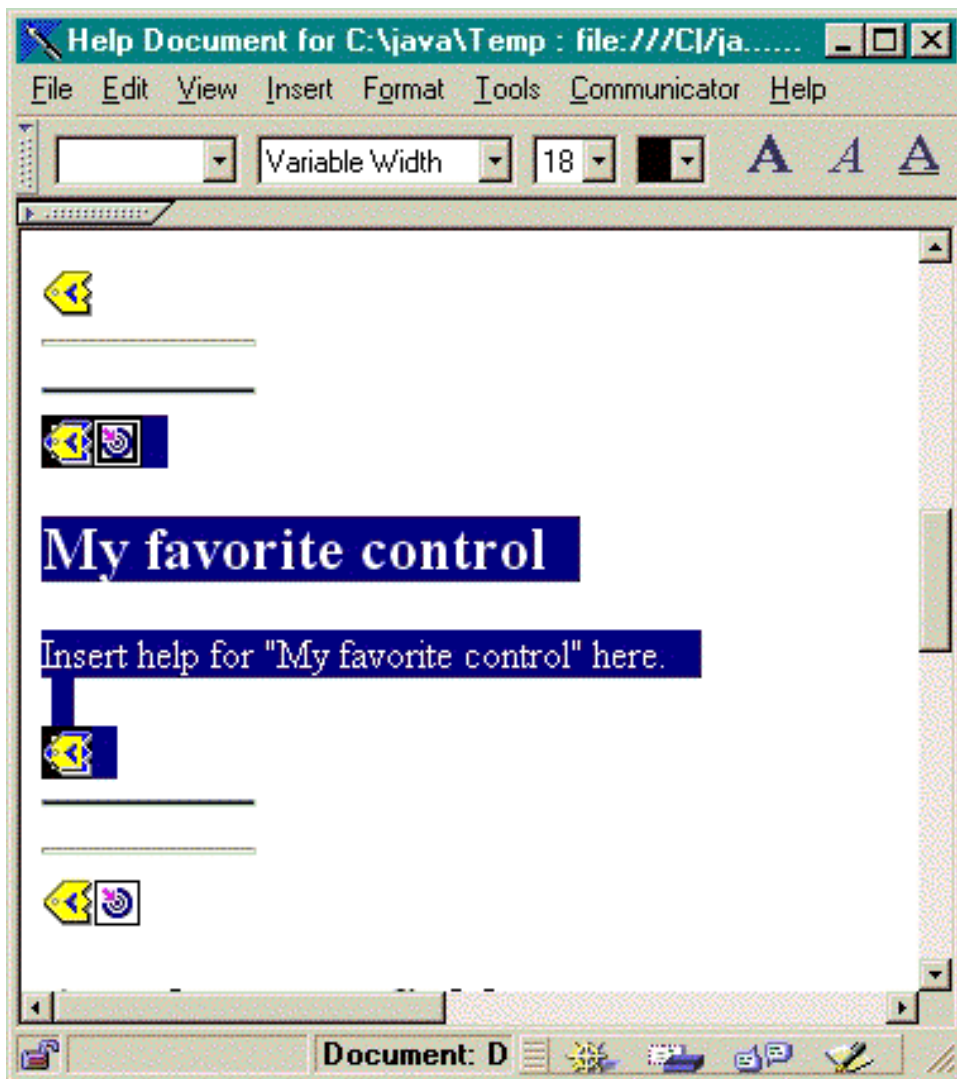 Help Document for C:\java\Temp : file:///C|/ja......
File Edit View Insert Format Tools Communicator Help
Variable Width 18 A A A
My favorite control
Insert help for "My favorite control" here.
Document: D